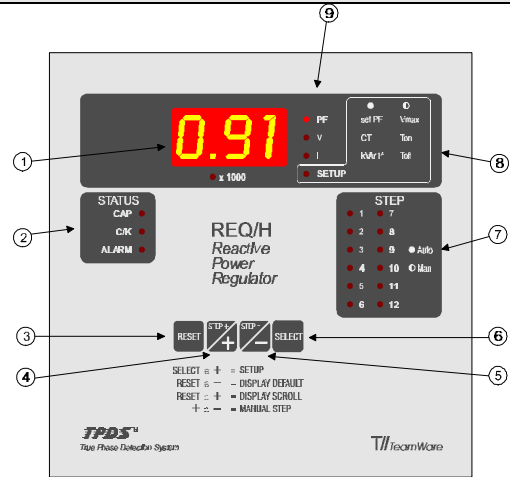 9
0.91
x 1000
PF
V
I
SETUP
set PF Vmax
CT Ton
kVAr 1st Toff
1
8
STATUS
CAP
C/K
ALARM
2
REQ/H
Reactive
Power
Regulator
STEP
1 7
2 8
3 9 Auto
4 10 Man
5 11
6 12
7
3
RESET
STEP +
+
STEP -
-
SELECT
6
4
5
SELECT & + = SETUP
RESET & - = DISPLAY DEFAULT
RESET & + = DISPLAY SCROLL
+ & - = MANUAL STEP
TPDS™
True Phase Detection System
T// TeamWare